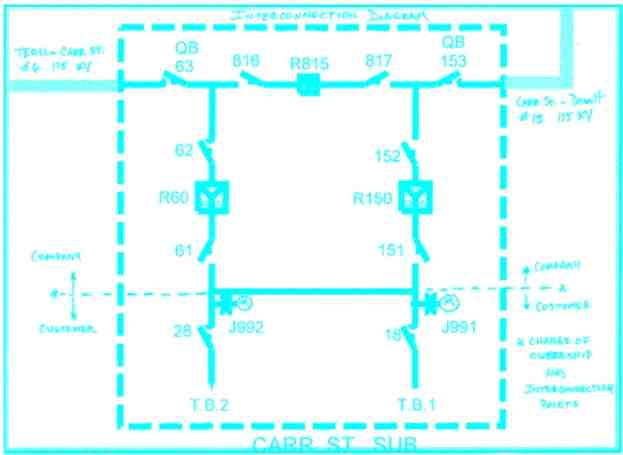 INTERCONNECTION DIAGRAM
TEALL - CARR ST.
#6 115 KV
QB
63
816
R815
817
QB
153
CARR ST. - DEWITT
#15 115 KV
62
152
R60
R150
61
151
COMPANY
CUSTOMER
COMPANY
CUSTOMER
28
J992
18
J991
* CHANGE OF
OWNERSHIP
AND
INTERCONNECTION
POINTS
T.B.2
T.B.1
CARR ST. SUB